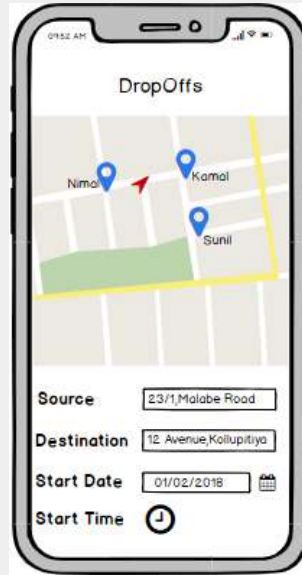 09:52 AM
DropOffs
Nimal
Kamal
Sunil
Source 23/1,Malabe Road
Destination 12 Avenue,Kollupitiya
Start Date 01/02/2018
Start Time